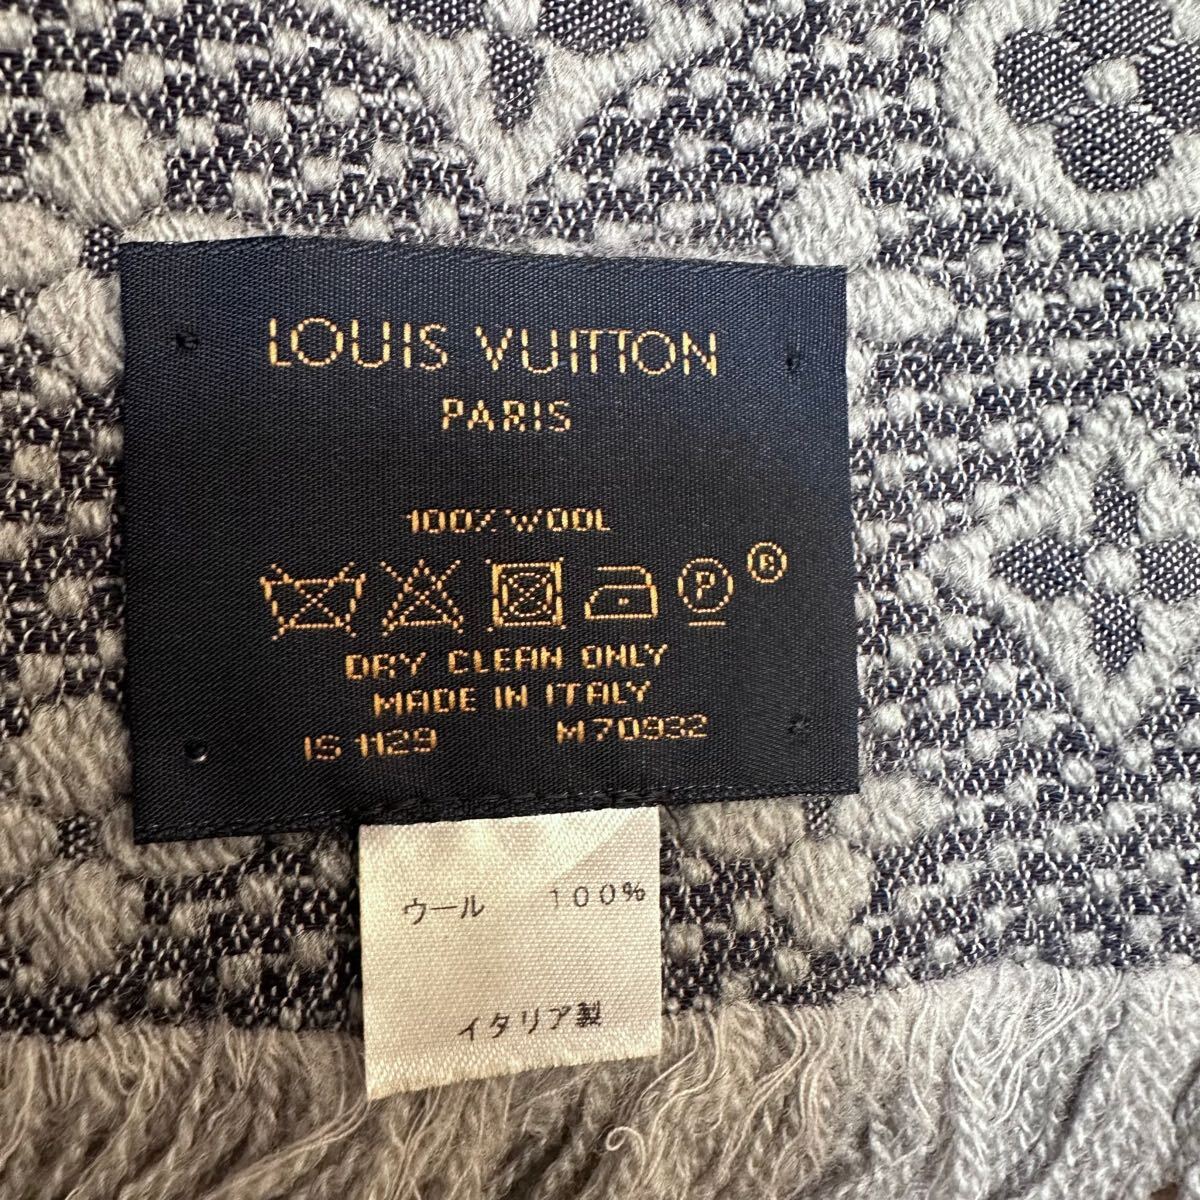 LOUIS VUITTON
PARIS
100% WOOL
P ®
DRY CLEAN ONLY
MADE IN ITALY
IS 1129 M70932
ウール 100%
イタリア製